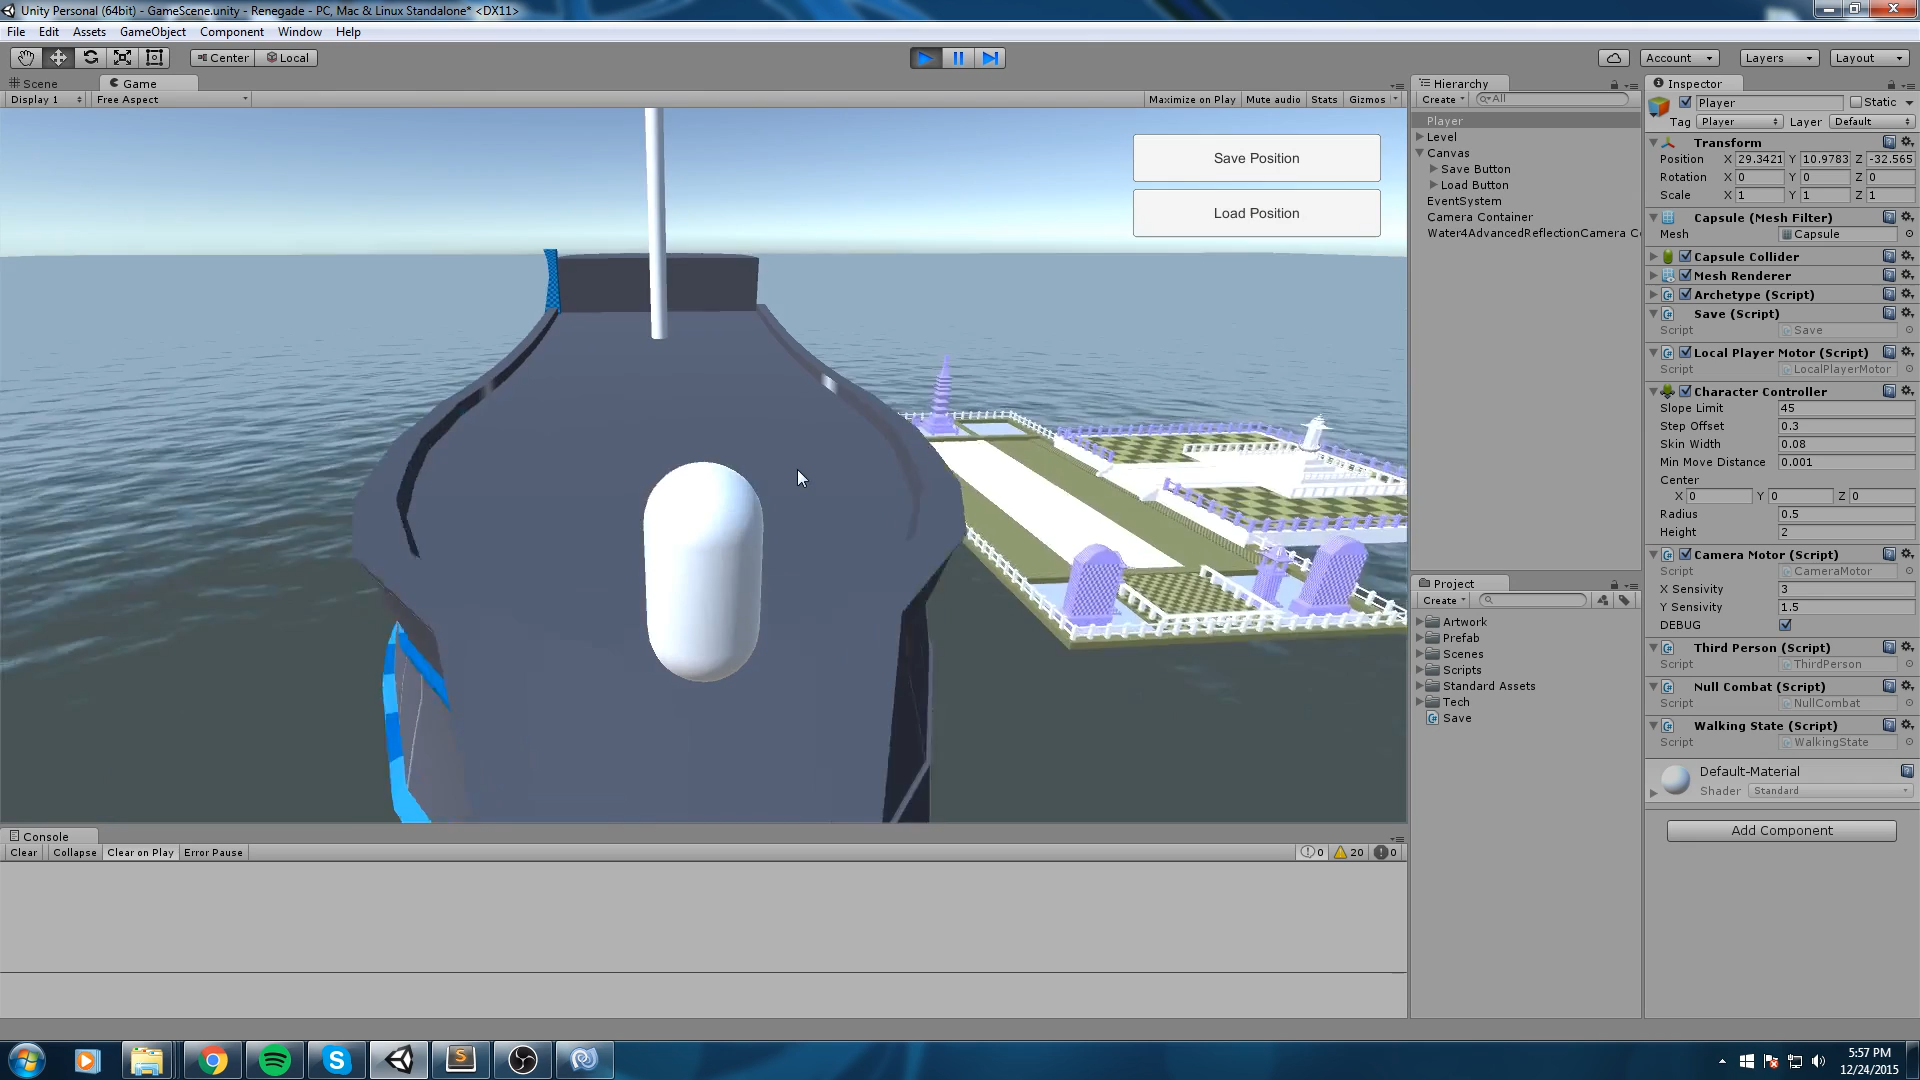 Unity Personal (64bit) - GameScene.unity - Renegade - PC, Mac & Linux Standalone* <DX11>
File Edit Assets GameObject Component Window Help
Center Local Account Layers Layout
Scene Game
Display 1 Free Aspect Maximize on Play Mute audio Stats Gizmos
Save Position
Load Position
Console
Clear Collapse Clear on Play Error Pause 0 20 0
Hierarchy
Create All
Player
Level
Canvas
Save Button
Load Button
EventSystem
Camera Container
Water4AdvancedReflectionCamera C
Project
Create
Artwork
Prefab
Scenes
Scripts
Standard Assets
Tech
Save
Inspector
Player Static
Tag Player Layer Default
Transform
Position X 29.3421 Y 10.9783 Z -32.565
Rotation X 0 Y 0 Z 0
Scale X 1 Y 1 Z 1
Capsule (Mesh Filter)
Mesh Capsule
Capsule Collider
Mesh Renderer
Archetype (Script)
Save (Script)
Script Save
Local Player Motor (Script)
Script LocalPlayerMotor
Character Controller
Slope Limit 45
Step Offset 0.3
Skin Width 0.08
Min Move Distance 0.001
Center
X 0 Y 0 Z 0
Radius 0.5
Height 2
Camera Motor (Script)
Script CameraMotor
X Sensivity 3
Y Sensivity 1.5
DEBUG
Third Person (Script)
Script ThirdPerson
Null Combat (Script)
Script NullCombat
Walking State (Script)
Script WalkingState
Default-Material
Shader Standard
Add Component
5:57 PM
12/24/2015